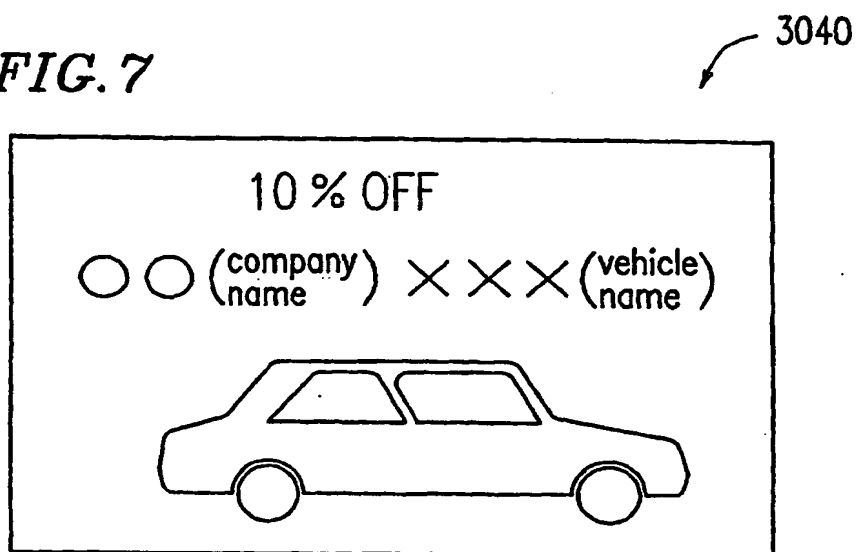 3040
FIG. 7
10 % OFF
○○ (company name) ××× (vehicle name)